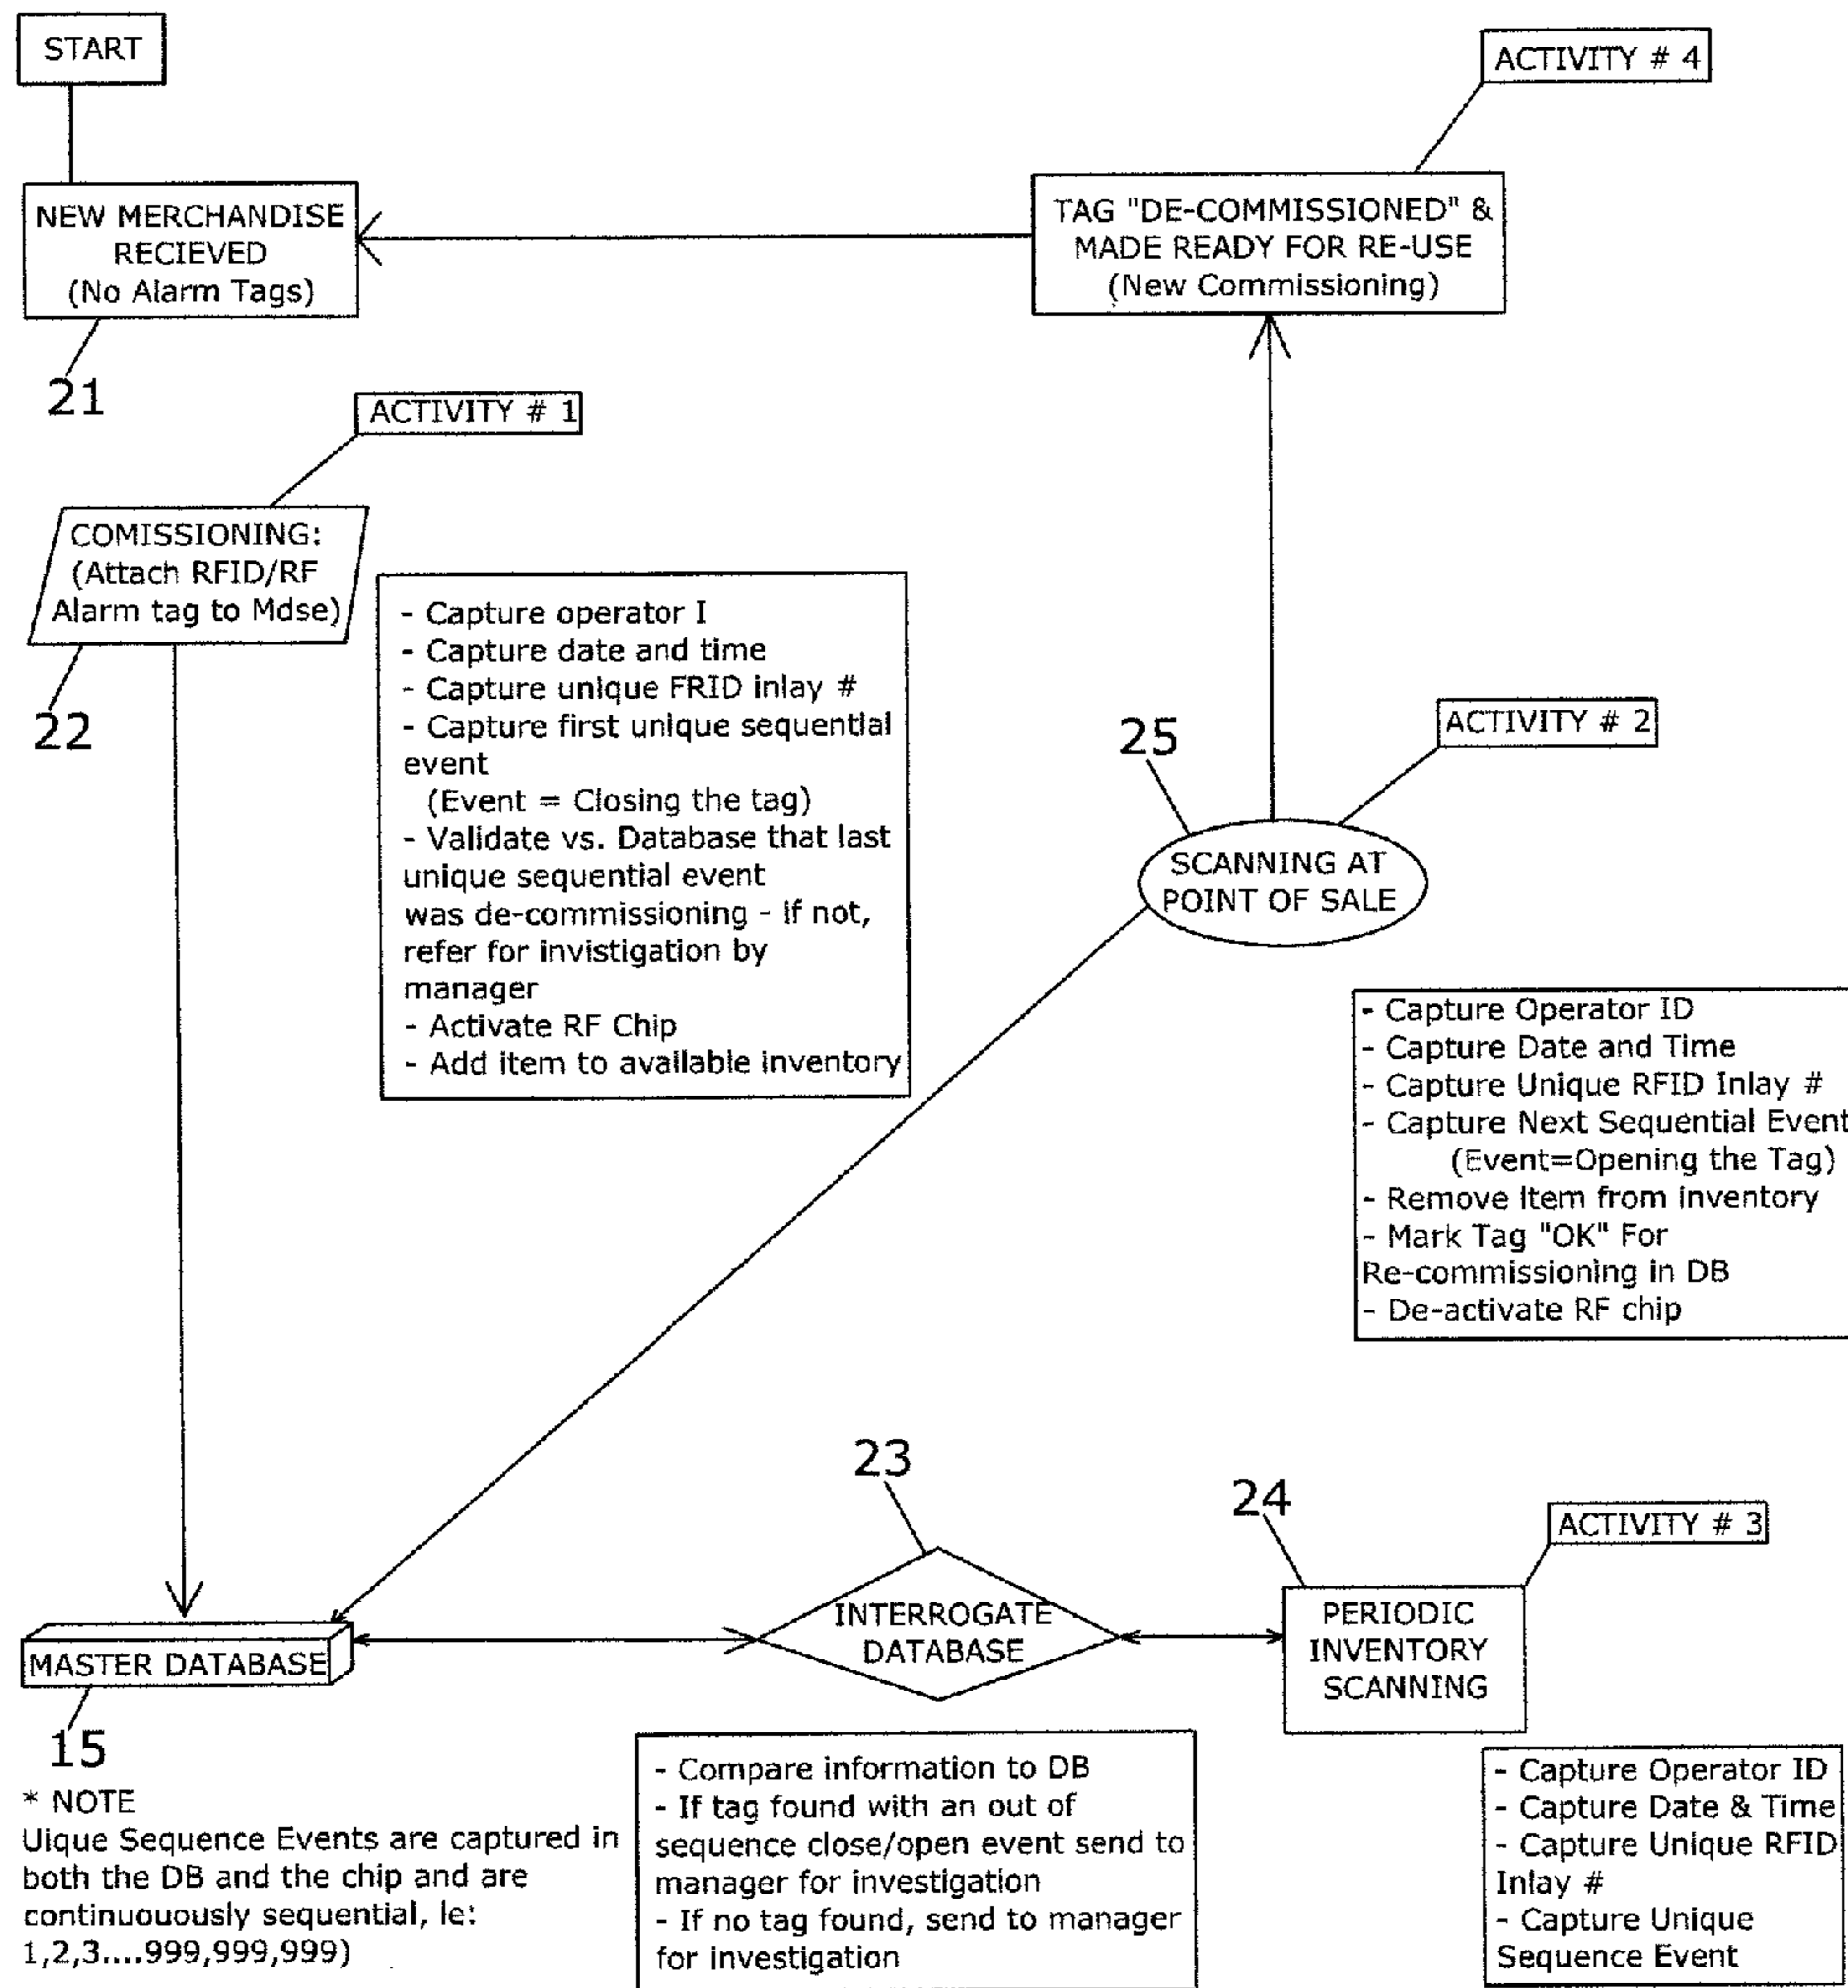 START
ACTIVITY # 4
NEW MERCHANDISE
RECIEVED
(No Alarm Tags)
21
TAG "DE-COMMISSIONED" &
MADE READY FOR RE-USE
(New Commissioning)
ACTIVITY # 1
COMISSIONING:
(Attach RFID/RF
Alarm tag to Mdse)
22
- Capture operator I
- Capture date and time
- Capture unique FRID inlay #
- Capture first unique sequential
event
(Event = Closing the tag)
- Validate vs. Database that last
unique sequential event
was de-commissioning - if not,
refer for invistigation by
manager
- Activate RF Chip
- Add item to available inventory
25
ACTIVITY # 2
SCANNING AT
POINT OF SALE
- Capture Operator ID
- Capture Date and Time
- Capture Unique RFID Inlay #
- Capture Next Sequential Event
(Event=Opening the Tag)
- Remove item from inventory
- Mark Tag "OK" For
Re-commissioning in DB
- De-activate RF chip
23
24
ACTIVITY # 3
MASTER DATABASE
15
INTERROGATE
DATABASE
PERIODIC
INVENTORY
SCANNING
* NOTE
Uique Sequence Events are captured in
both the DB and the chip and are
continuououously sequential, ie:
1,2,3....999,999,999)
- Compare information to DB
- If tag found with an out of
sequence close/open event send to
manager for investigation
- If no tag found, send to manager
for investigation
- Capture Operator ID
- Capture Date & Time
- Capture Unique RFID
Inlay #
- Capture Unique
Sequence Event